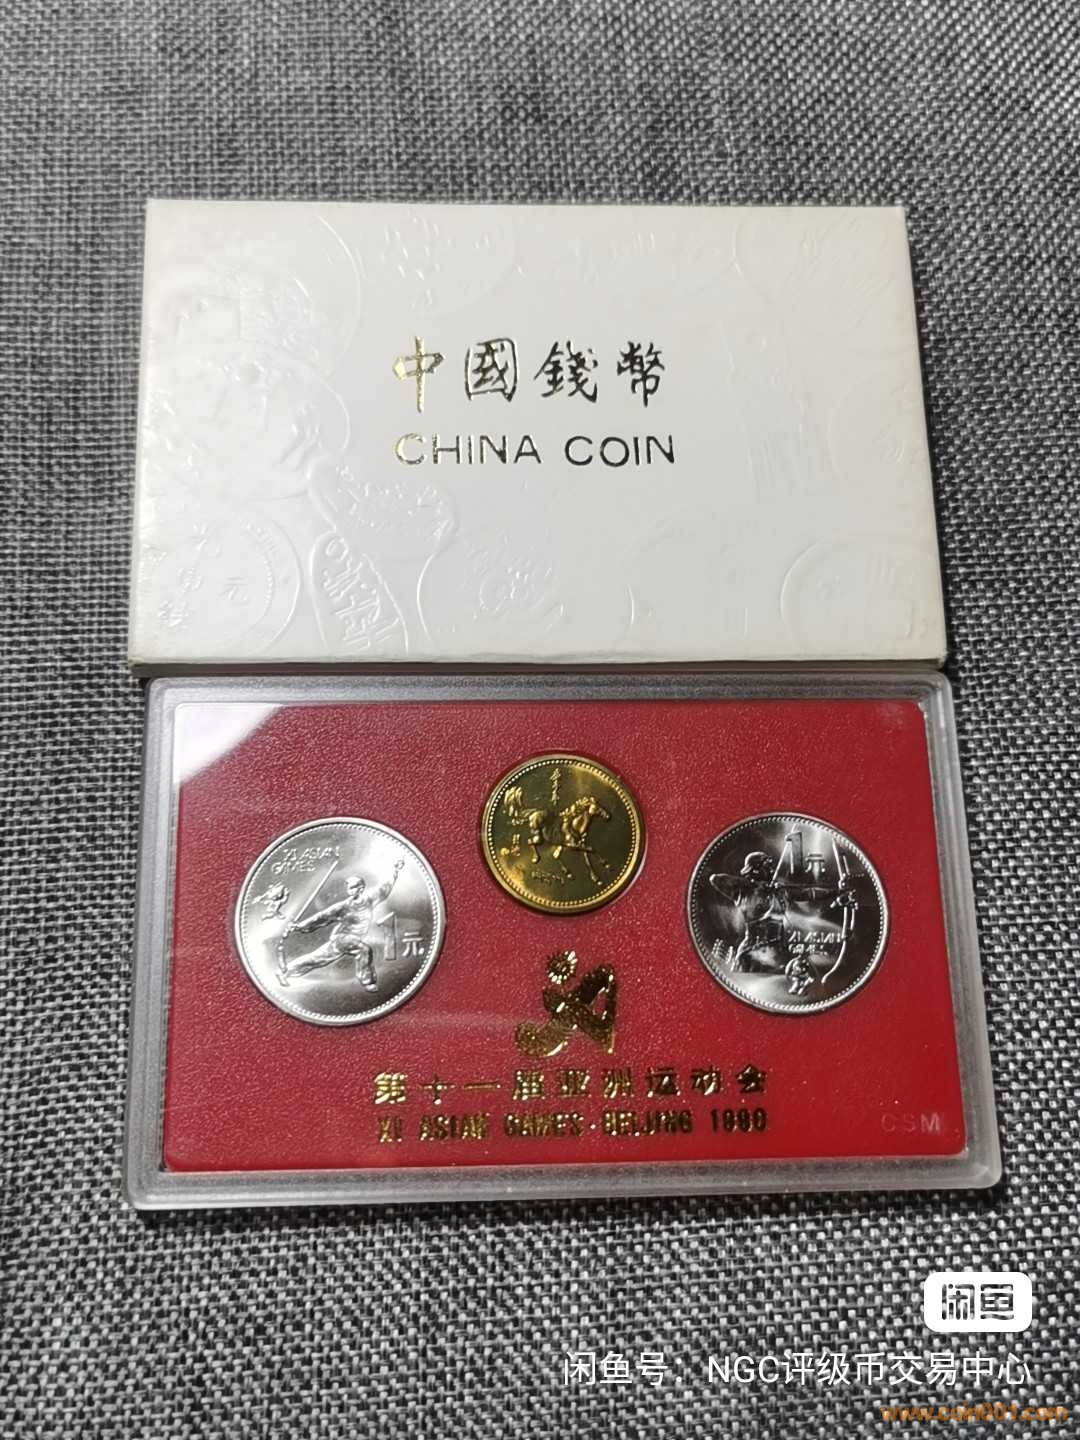 中國錢幣
CHINA COIN
元
XI ASIAN
GAMES
1元
1元
XI ASIAN
GAMES
第十一届亚洲运动会
XI ASIAN GAMES·BEIJING 1990
CSM
闲鱼
闲鱼号：NGC评级币交易中心
www.coin001.com